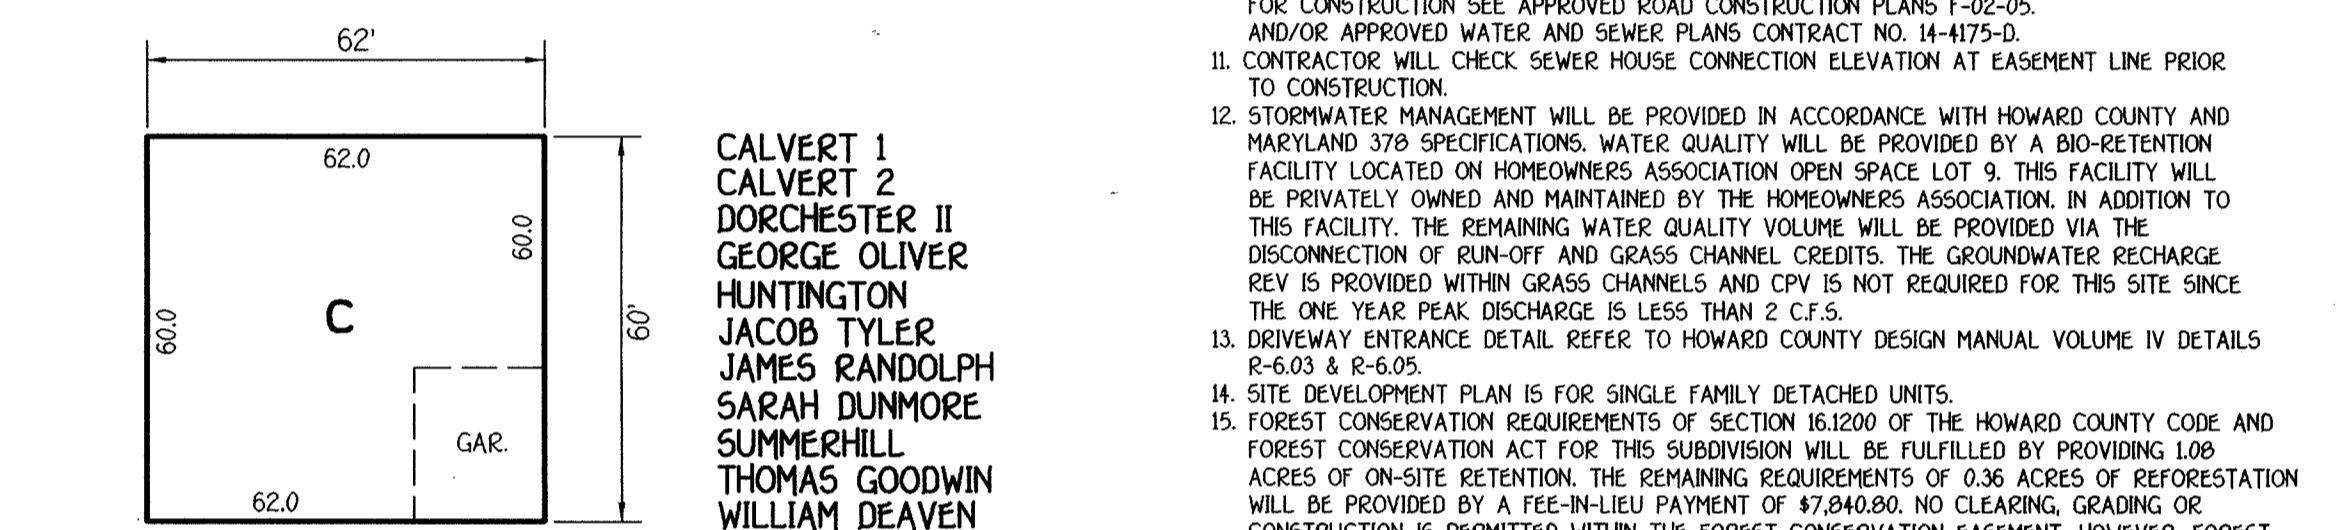 62'
62.0
60.0
60.0
C
60'
GAR.
62.0
CALVERT 1
CALVERT 2
DORCHESTER II
GEORGE OLIVER
HUNTINGTON
JACOB TYLER
JAMES RANDOLPH
SARAH DUNMORE
SUMMERHILL
THOMAS GOODWIN
WILLIAM DEAVEN
FOR CONSTRUCTION SEE APPROVED ROAD CONSTRUCTION PLANS F-02-05.
AND/OR APPROVED WATER AND SEWER PLANS CONTRACT NO. 14-4175-D.
11. CONTRACTOR WILL CHECK SEWER HOUSE CONNECTION ELEVATION AT EASEMENT LINE PRIOR
TO CONSTRUCTION.
12. STORMWATER MANAGEMENT WILL BE PROVIDED IN ACCORDANCE WITH HOWARD COUNTY AND
MARYLAND 378 SPECIFICATIONS. WATER QUALITY WILL BE PROVIDED BY A BIO-RETENTION
FACILITY LOCATED ON HOMEOWNERS ASSOCIATION OPEN SPACE LOT 9. THIS FACILITY WILL
BE PRIVATELY OWNED AND MAINTAINED BY THE HOMEOWNERS ASSOCIATION. IN ADDITION TO
THIS FACILITY. THE REMAINING WATER QUALITY VOLUME WILL BE PROVIDED VIA THE
DISCONNECTION OF RUN-OFF AND GRASS CHANNEL CREDITS. THE GROUNDWATER RECHARGE
REV IS PROVIDED WITHIN GRASS CHANNELS AND CPV IS NOT REQUIRED FOR THIS SITE SINCE
THE ONE YEAR PEAK DISCHARGE IS LESS THAN 2 C.F.S.
13. DRIVEWAY ENTRANCE DETAIL REFER TO HOWARD COUNTY DESIGN MANUAL VOLUME IV DETAILS
R-6.03 & R-6.05.
14. SITE DEVELOPMENT PLAN IS FOR SINGLE FAMILY DETACHED UNITS.
15. FOREST CONSERVATION REQUIREMENTS OF SECTION 16.1200 OF THE HOWARD COUNTY CODE AND
FOREST CONSERVATION ACT FOR THIS SUBDIVISION WILL BE FULFILLED BY PROVIDING 1.08
ACRES OF ON-SITE RETENTION. THE REMAINING REQUIREMENTS OF 0.36 ACRES OF REFORESTATION
WILL BE PROVIDED BY A FEE-IN-LIEU PAYMENT OF $7,840.80. NO CLEARING, GRADING OR
CONSTRUCTION IS PERMITTED WITHIN THE FOREST CONSERVATION EASEMENT. HOWEVER, FOREST